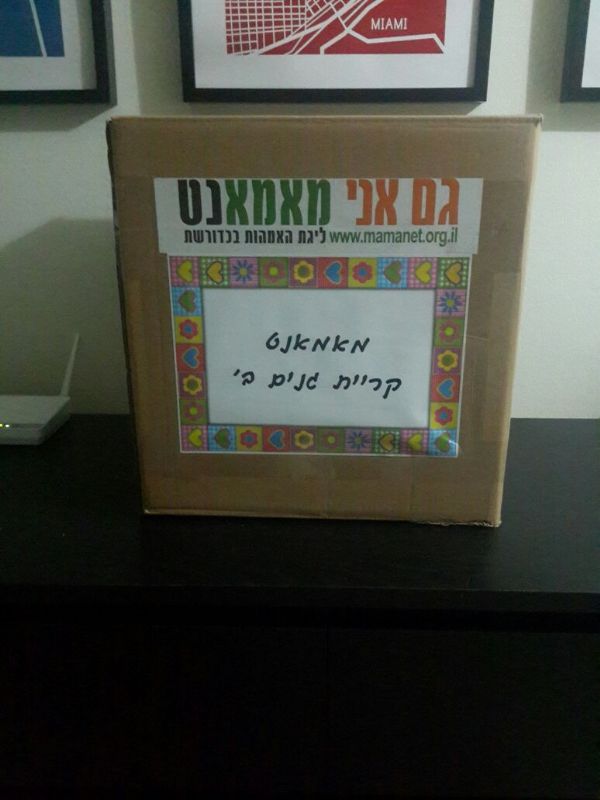 MIAMI
גם אני מאמאנט
ליגת האמהות בכדורשת www.mamanet.org.il
מאמאנט
קריית גנים ב'